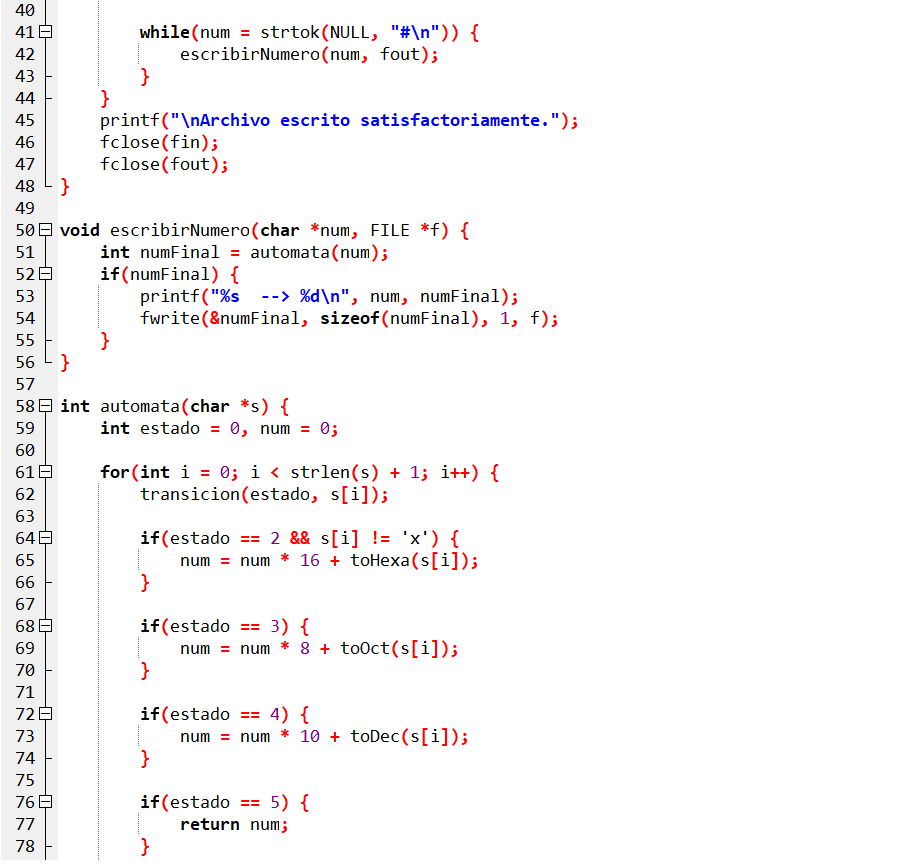 40
41 while(num = strtok(NULL, "#\n")) {
42 escribirNumero(num, fout);
43 }
44 }
45 printf("\nArchivo escrito satisfactoriamente.");
46 fclose(fin);
47 fclose(fout);
48 }
49
50 void escribirNumero(char *num, FILE *f) {
51 int numFinal = automata(num);
52 if(numFinal) {
53 printf("%s  --> %d\n", num, numFinal);
54 fwrite(&numFinal, sizeof(numFinal), 1, f);
55 }
56 }
57
58 int automata(char *s) {
59 int estado = 0, num = 0;
60
61 for(int i = 0; i < strlen(s) + 1; i++) {
62 transicion(estado, s[i]);
63
64 if(estado == 2 && s[i] != 'x') {
65 num = num * 16 + toHexa(s[i]);
66 }
67
68 if(estado == 3) {
69 num = num * 8 + toOct(s[i]);
70 }
71
72 if(estado == 4) {
73 num = num * 10 + toDec(s[i]);
74 }
75
76 if(estado == 5) {
77 return num;
78 }